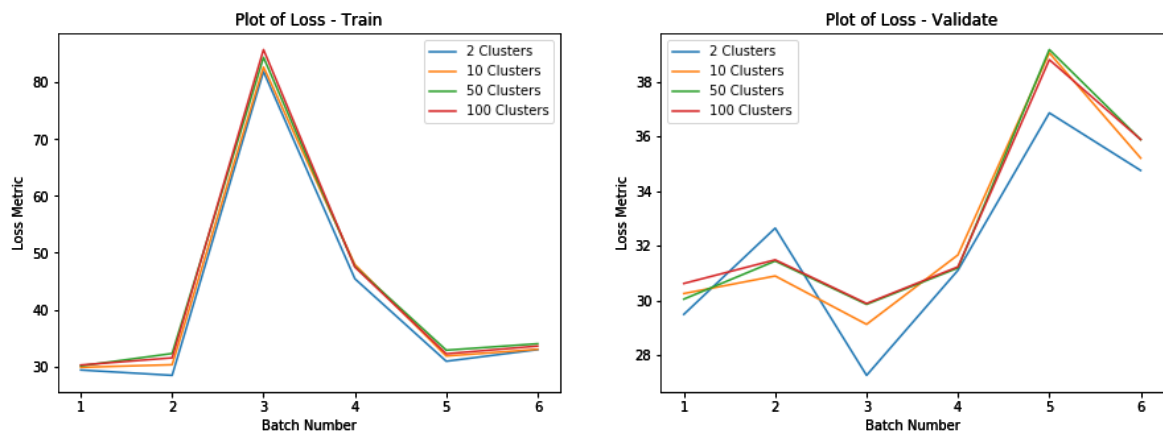 Plot of Loss - Train
Loss Metric
80
70
60
50
40
30
2 Clusters
10 Clusters
50 Clusters
100 Clusters
1 2 3 4 5 6
Batch Number
Plot of Loss - Validate
Loss Metric
38
36
34
32
30
28
2 Clusters
10 Clusters
50 Clusters
100 Clusters
1 2 3 4 5 6
Batch Number